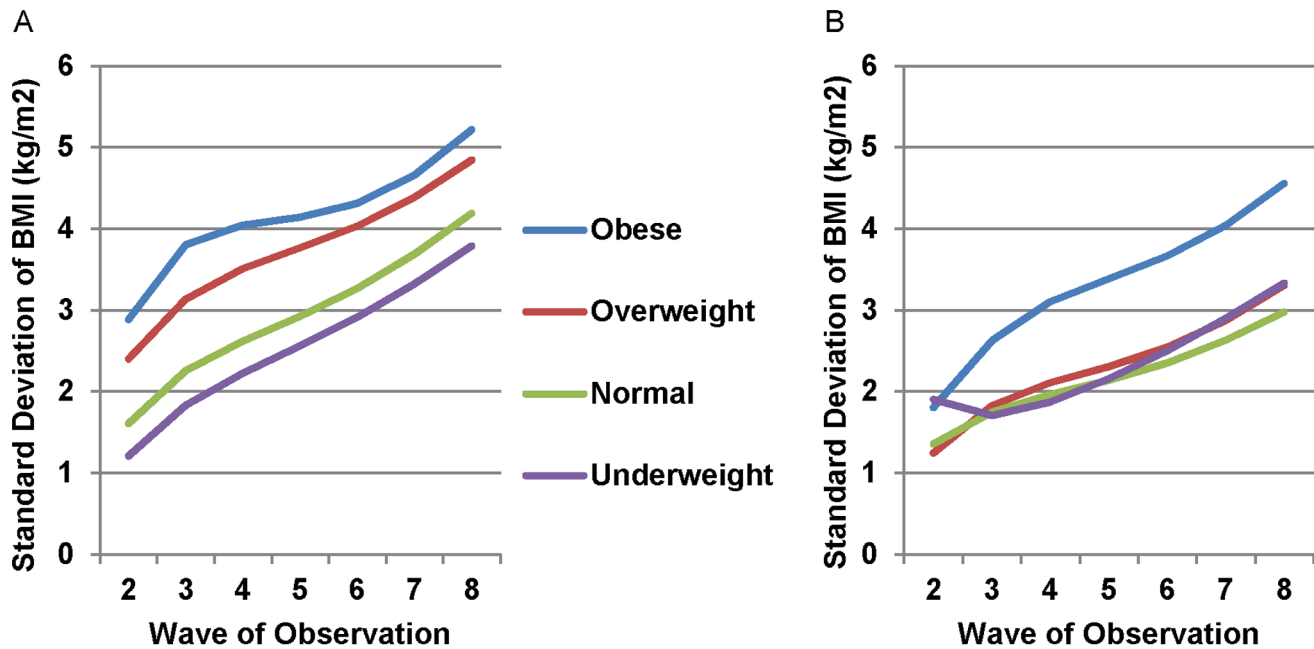 A
Standard Deviation of BMI (kg/m2)
6
5
4
3
2
1
0
2 3 4 5 6 7 8
Wave of Observation
Obese
Overweight
Normal
Underweight
B
Standard Deviation of BMI (kg/m2)
6
5
4
3
2
1
0
2 3 4 5 6 7 8
Wave of Observation